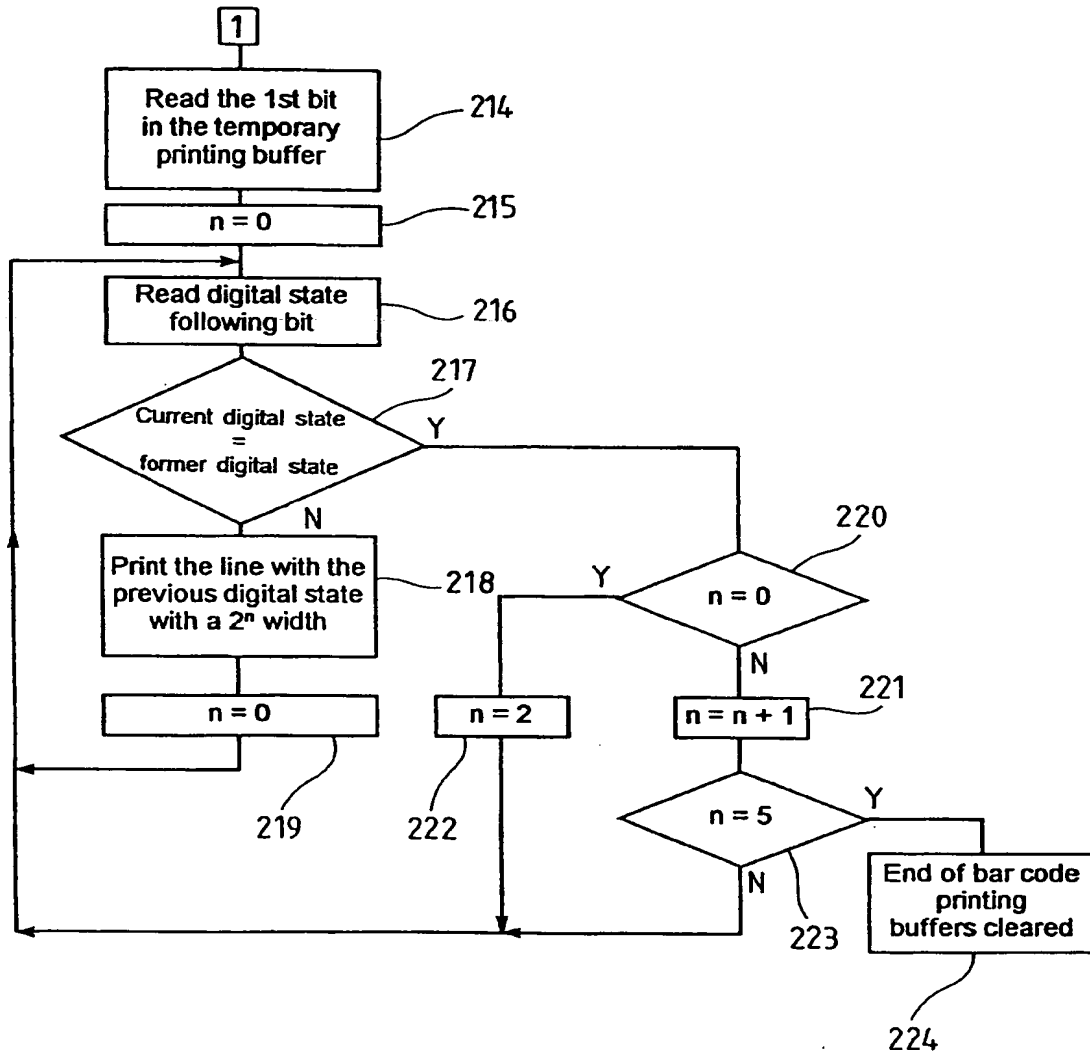 1
Read the 1st bit
in the temporary
printing buffer
214
n = 0
215
Read digital state
following bit
216
217
Current digital state
=
former digital state
Y
N
Print the line with the
previous digital state
with a 2ⁿ width
218
n = 0
219
220
Y
n = 0
N
n = 2
222
221
n = n + 1
n = 5
Y
N
223
End of bar code
printing
buffers cleared
224